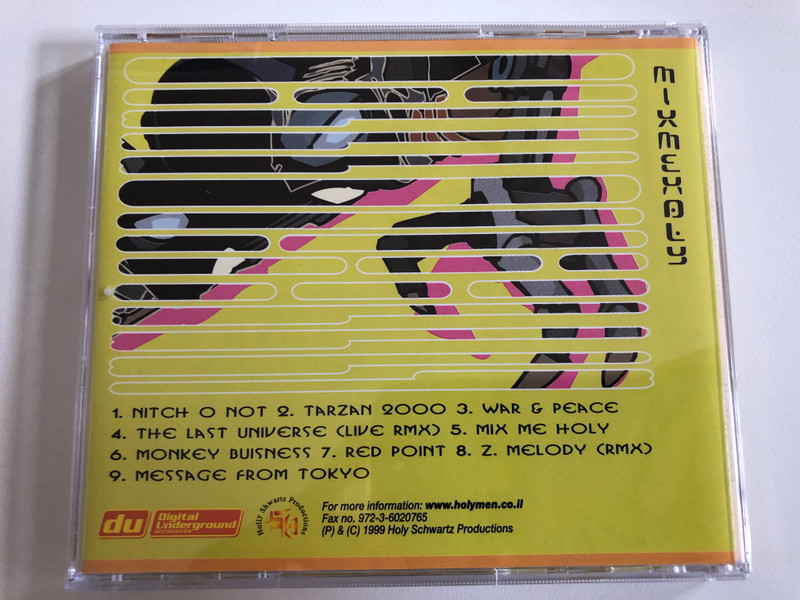 MIXMEHOLY
1. NITCH O NOT 2. TARZAN 2000 3. WAR & PEACE
4. THE LAST UNIVERSE (LIVE RMX) 5. MIX ME HOLY
6. MONKEY BUISNESS 7. RED POINT 8. Z. MELODY (RMX)
9. MESSAGE FROM TOKYO
du
Digital
Underground
RECORDINGS
Holly Shwartz Productions
For more information: www.holymen.co.il
Fax no. 972-3-6020765
(P) & (C) 1999 Holy Schwartz Productions